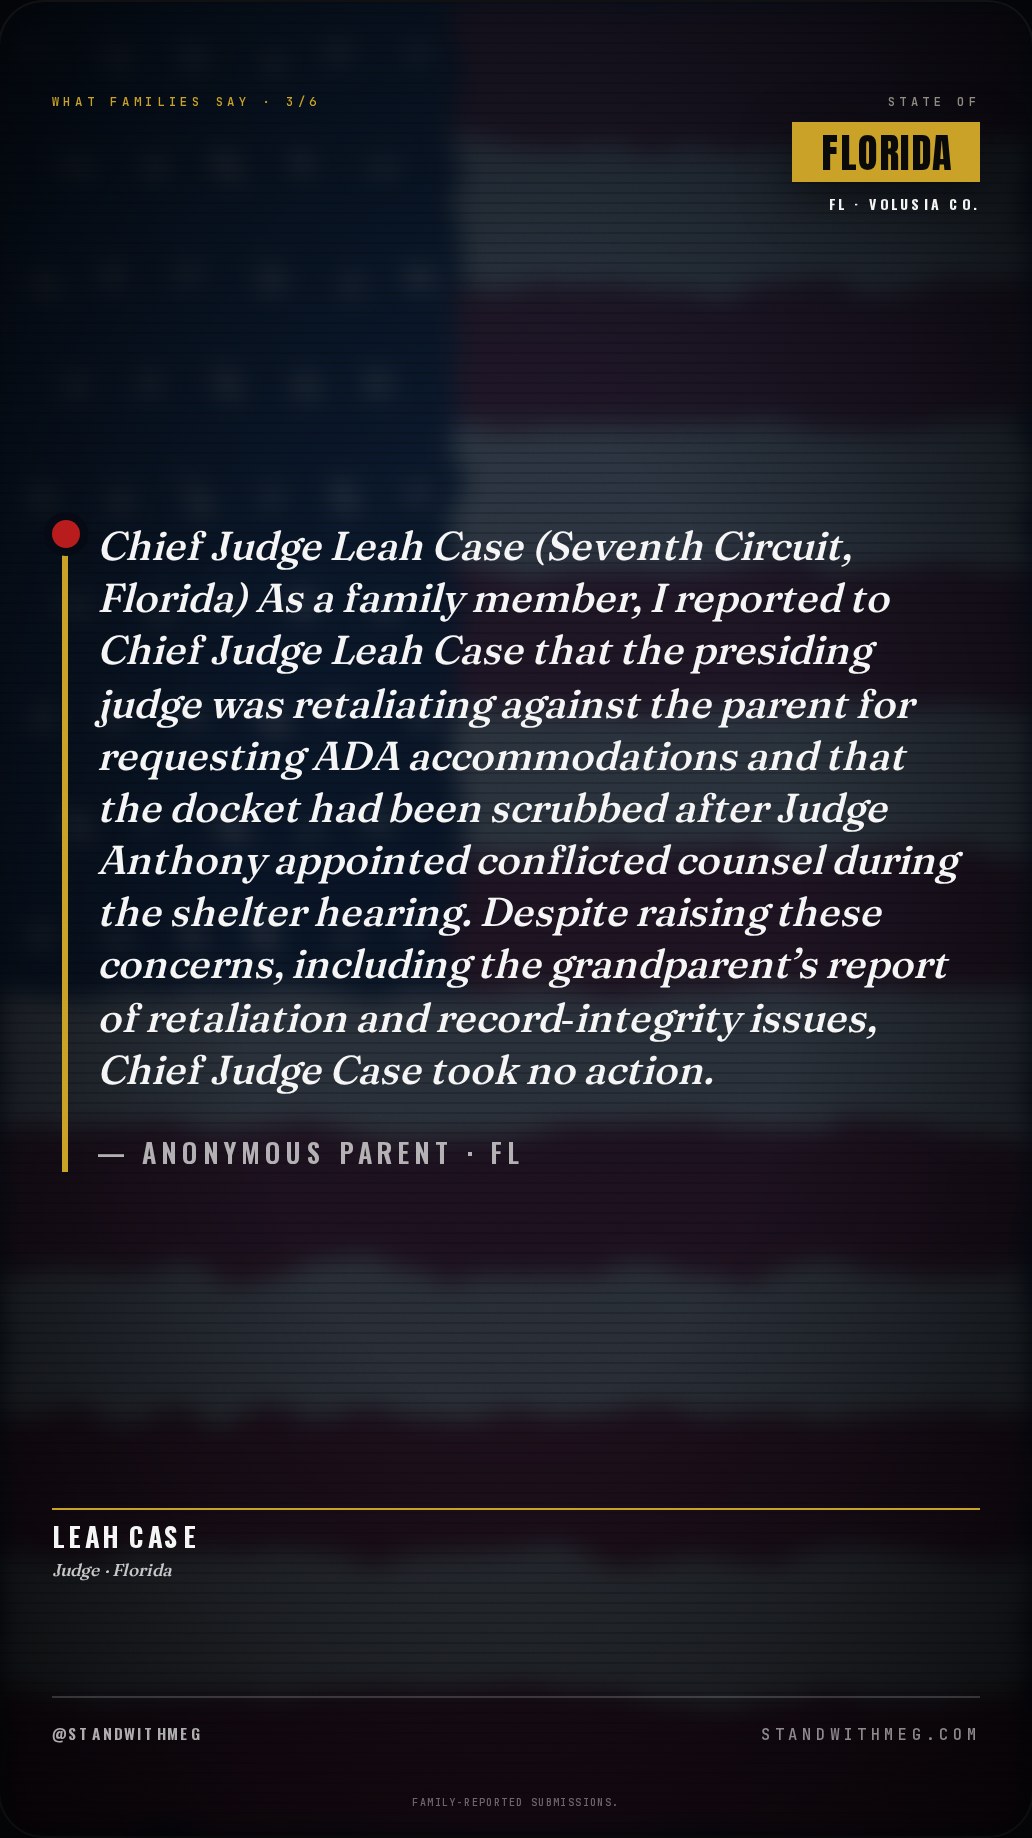 WHAT FAMILIES SAY · 3/6
STATE OF
FLORIDA
FL · VOLUSIA CO.
Chief Judge Leah Case (Seventh Circuit,
Florida) As a family member, I reported to
Chief Judge Leah Case that the presiding
judge was retaliating against the parent for
requesting ADA accommodations and that
the docket had been scrubbed after Judge
Anthony appointed conflicted counsel during
the shelter hearing. Despite raising these
concerns, including the grandparent’s report
of retaliation and record-integrity issues,
Chief Judge Case took no action.
— ANONYMOUS PARENT · FL
LEAH CASE
Judge · Florida
@STANDWITHMEG
STANDWITHMEG.COM
FAMILY-REPORTED SUBMISSIONS.